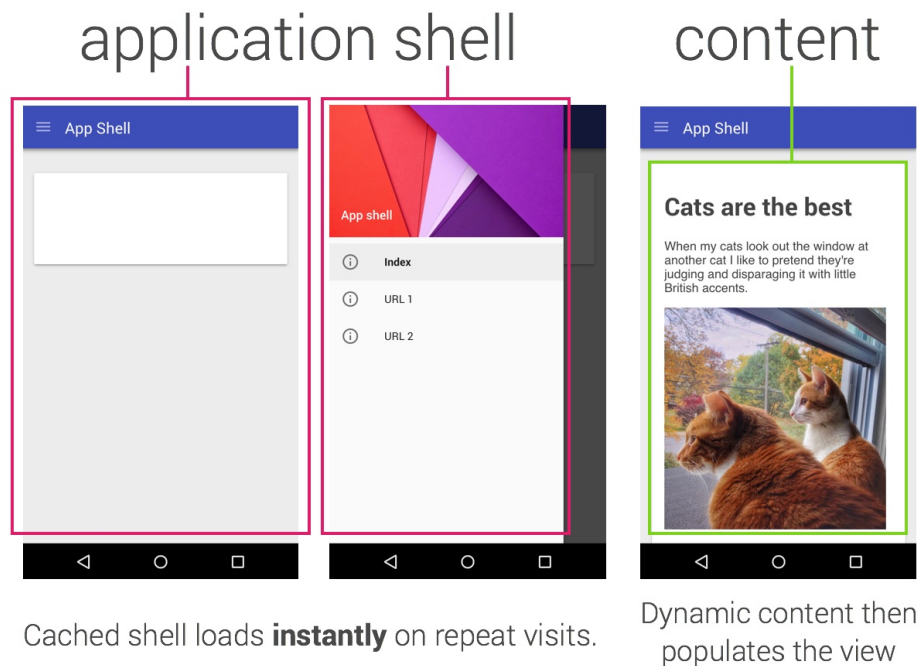 application shell
content
App Shell
App shell
Index
URL 1
URL 2
App Shell
Cats are the best
When my cats look out the window at
another cat I like to pretend they're
judging and disparaging it with little
British accents.
Cached shell loads instantly on repeat visits.
Dynamic content then
populates the view